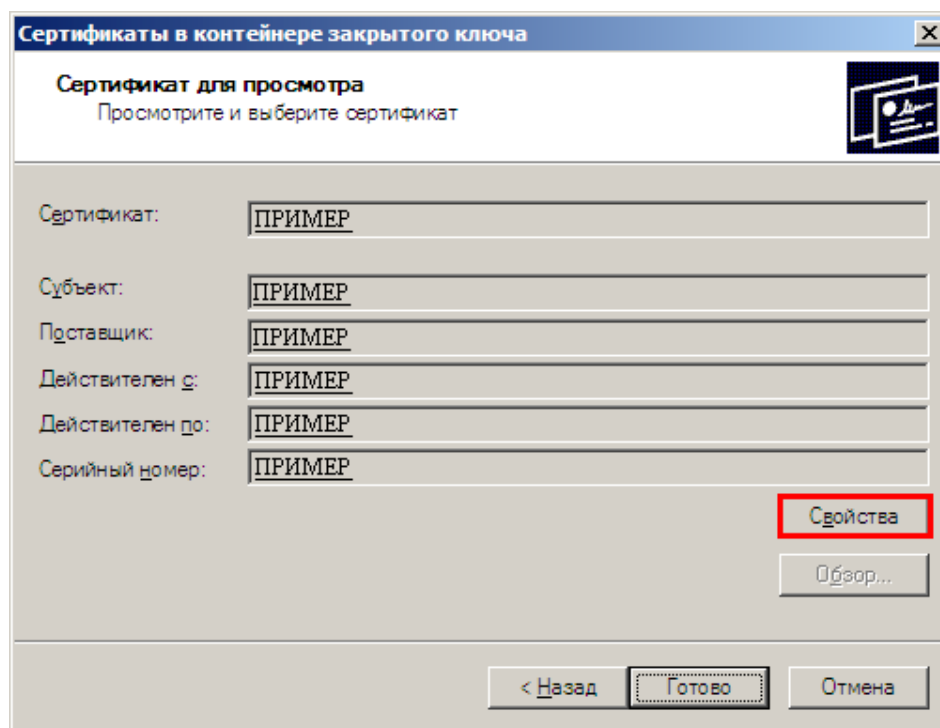 Сертификаты в контейнере закрытого ключа
Сертификат для просмотра
Просмотрите и выберите сертификат
Сертификат: ПРИМЕР
Субъект: ПРИМЕР
Поставщик: ПРИМЕР
Действителен с: ПРИМЕР
Действителен по: ПРИМЕР
Серийный номер: ПРИМЕР
Свойства
Обзор...
< Назад Готово Отмена